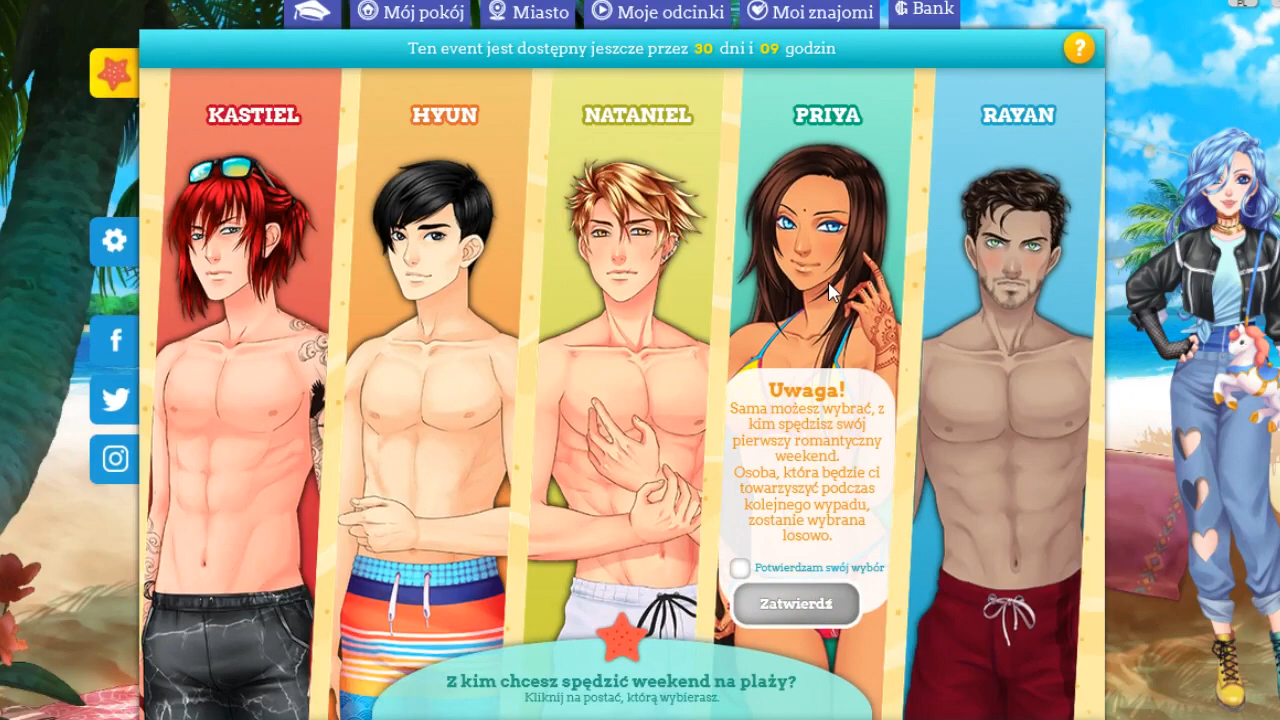 Mój pokój
Miasto
Moje odcinki
Moi znajomi
Bank
PL
Ten event jest dostępny jeszcze przez 30 dni i 09 godzin
?
KASTIEL
HYUN
NATANIEL
PRIYA
RAYAN
Uwaga!
Sama możesz wybrać, z
kim spędzisz swój
pierwszy romantyczny
weekend.
Osoba, która będzie ci
towarzyszyć podczas
kolejnego wypadu,
zostanie wybrana
losowo.
Potwierdzam swój wybór
Zatwierdź
Z kim chcesz spędzić weekend na plaży?
Kliknij na postać, którą wybierasz.